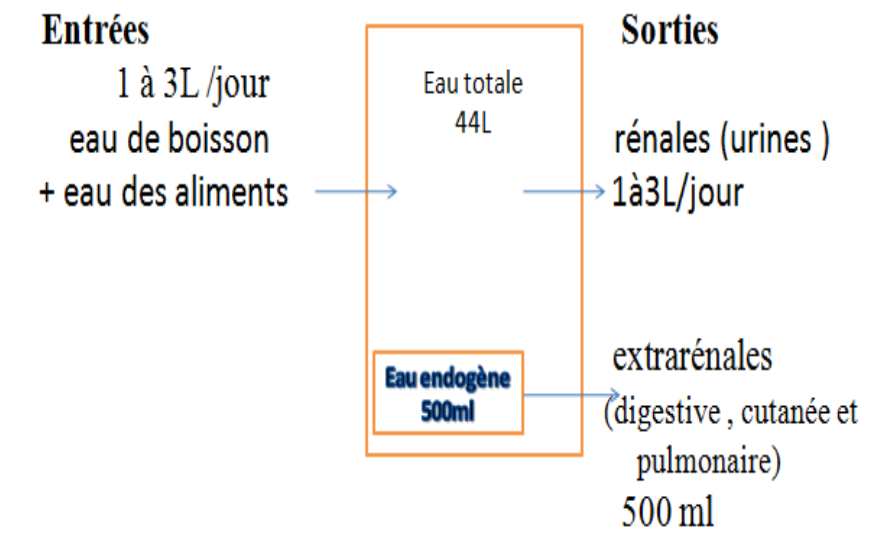 Entrées
1 à 3L /jour
eau de boisson
+ eau des aliments
Eau totale
44L
Eau endogène
500ml
Sorties
rénales (urines )
1à3L/jour
extrarénales
(digestive , cutanée et
pulmonaire)
500 ml